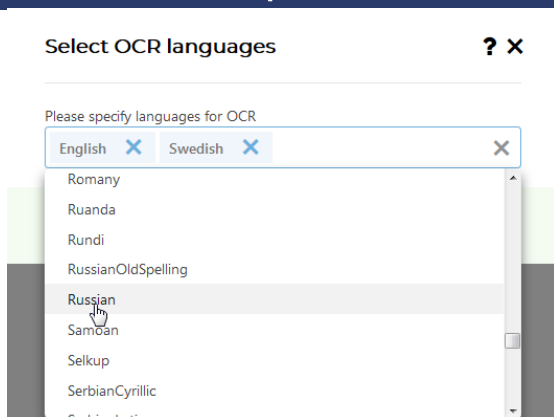 Select OCR languages ? ✕
Please specify languages for OCR
English ✕ Swedish ✕ ✕
Romany
Ruanda
Rundi
RussianOldSpelling
Russian
Samoan
Selkup
SerbianCyrillic